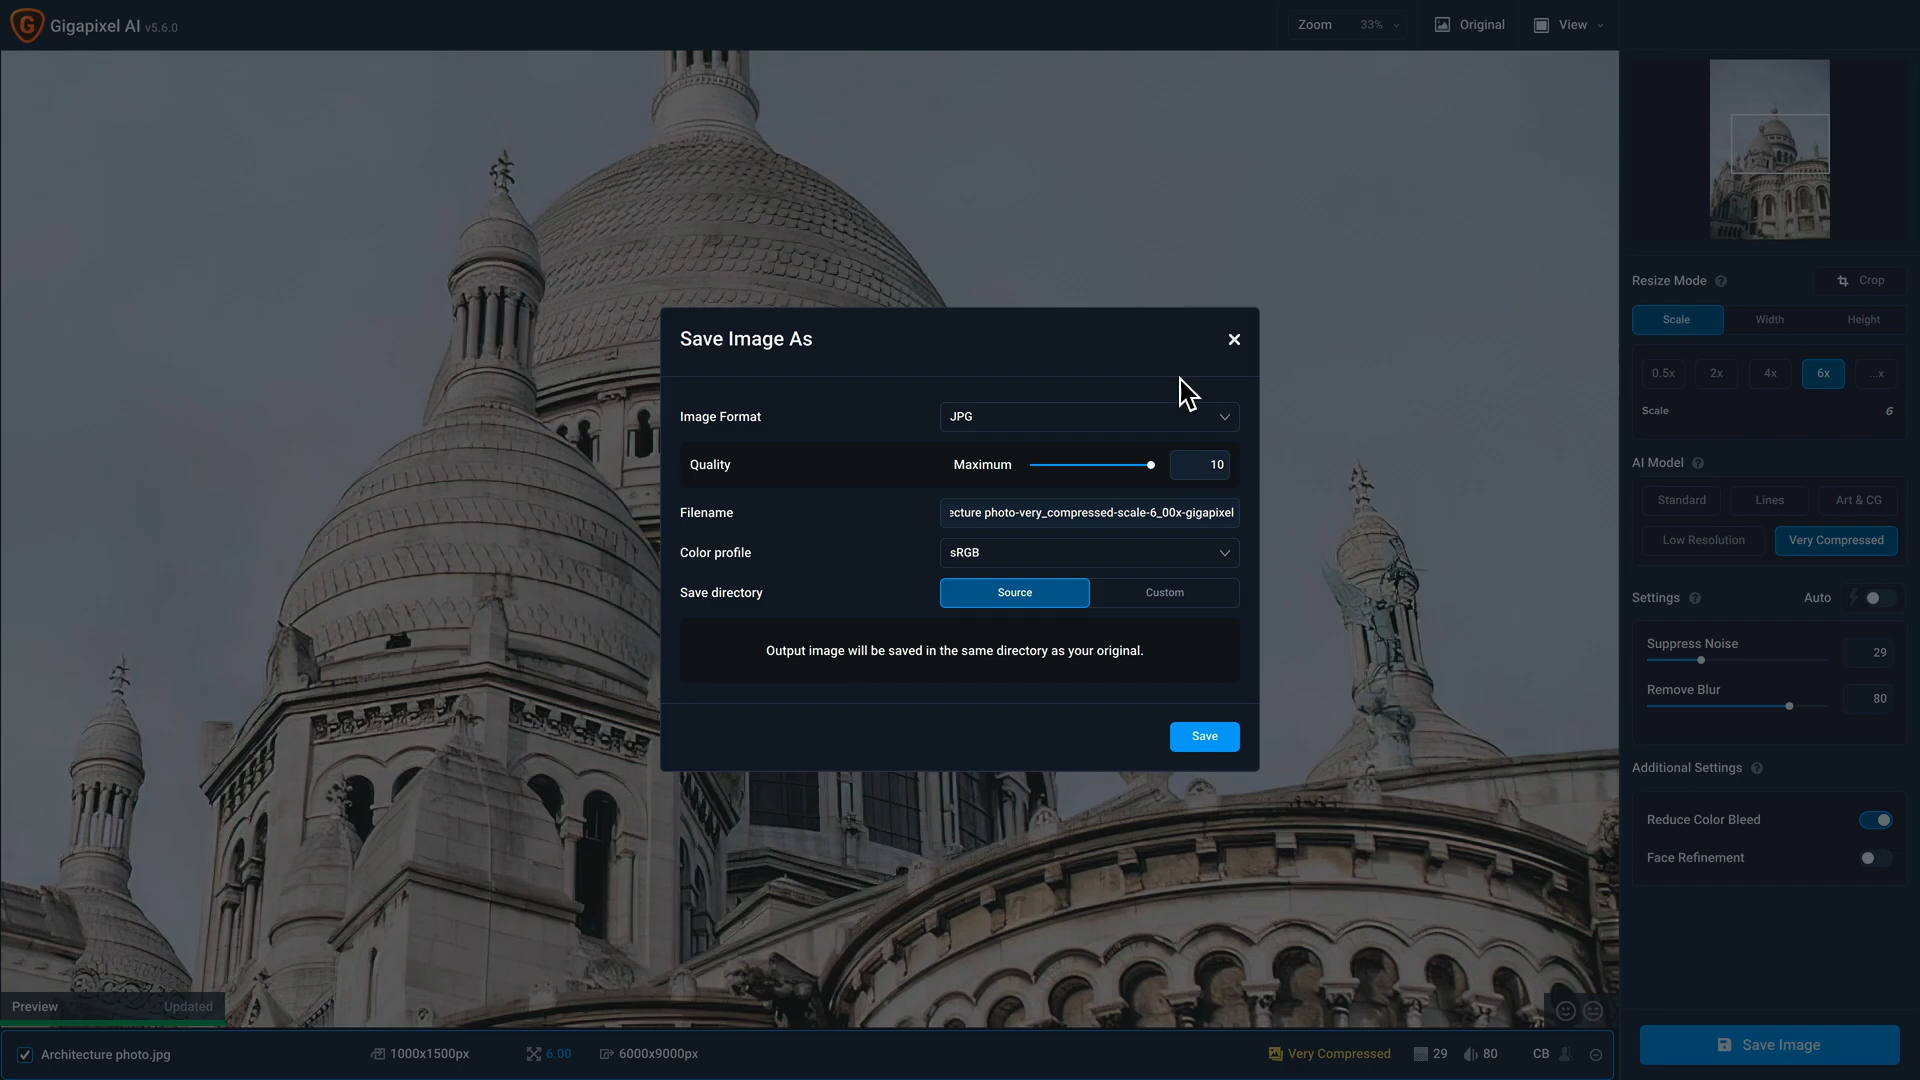 Gigapixel AI v5.6.0
Zoom 33%
Original
View
Save Image As
Image Format JPG
Quality Maximum 10
Filename ecture photo-very_compressed-scale-6_00x-gigapixel
Color profile sRGB
Save directory Source Custom
Output image will be saved in the same directory as your original.
Save
Resize Mode Crop
Scale Width Height
0.5x 2x 4x 6x ...x
Scale 6
AI Model
Standard Lines Art & CG
Low Resolution Very Compressed
Settings Auto
Suppress Noise 29
Remove Blur 80
Additional Settings
Reduce Color Bleed
Face Refinement
Preview Updated
Architecture photo.jpg 1000x1500px 6.00 6000x9000px Very Compressed 29 80 CB
Save Image